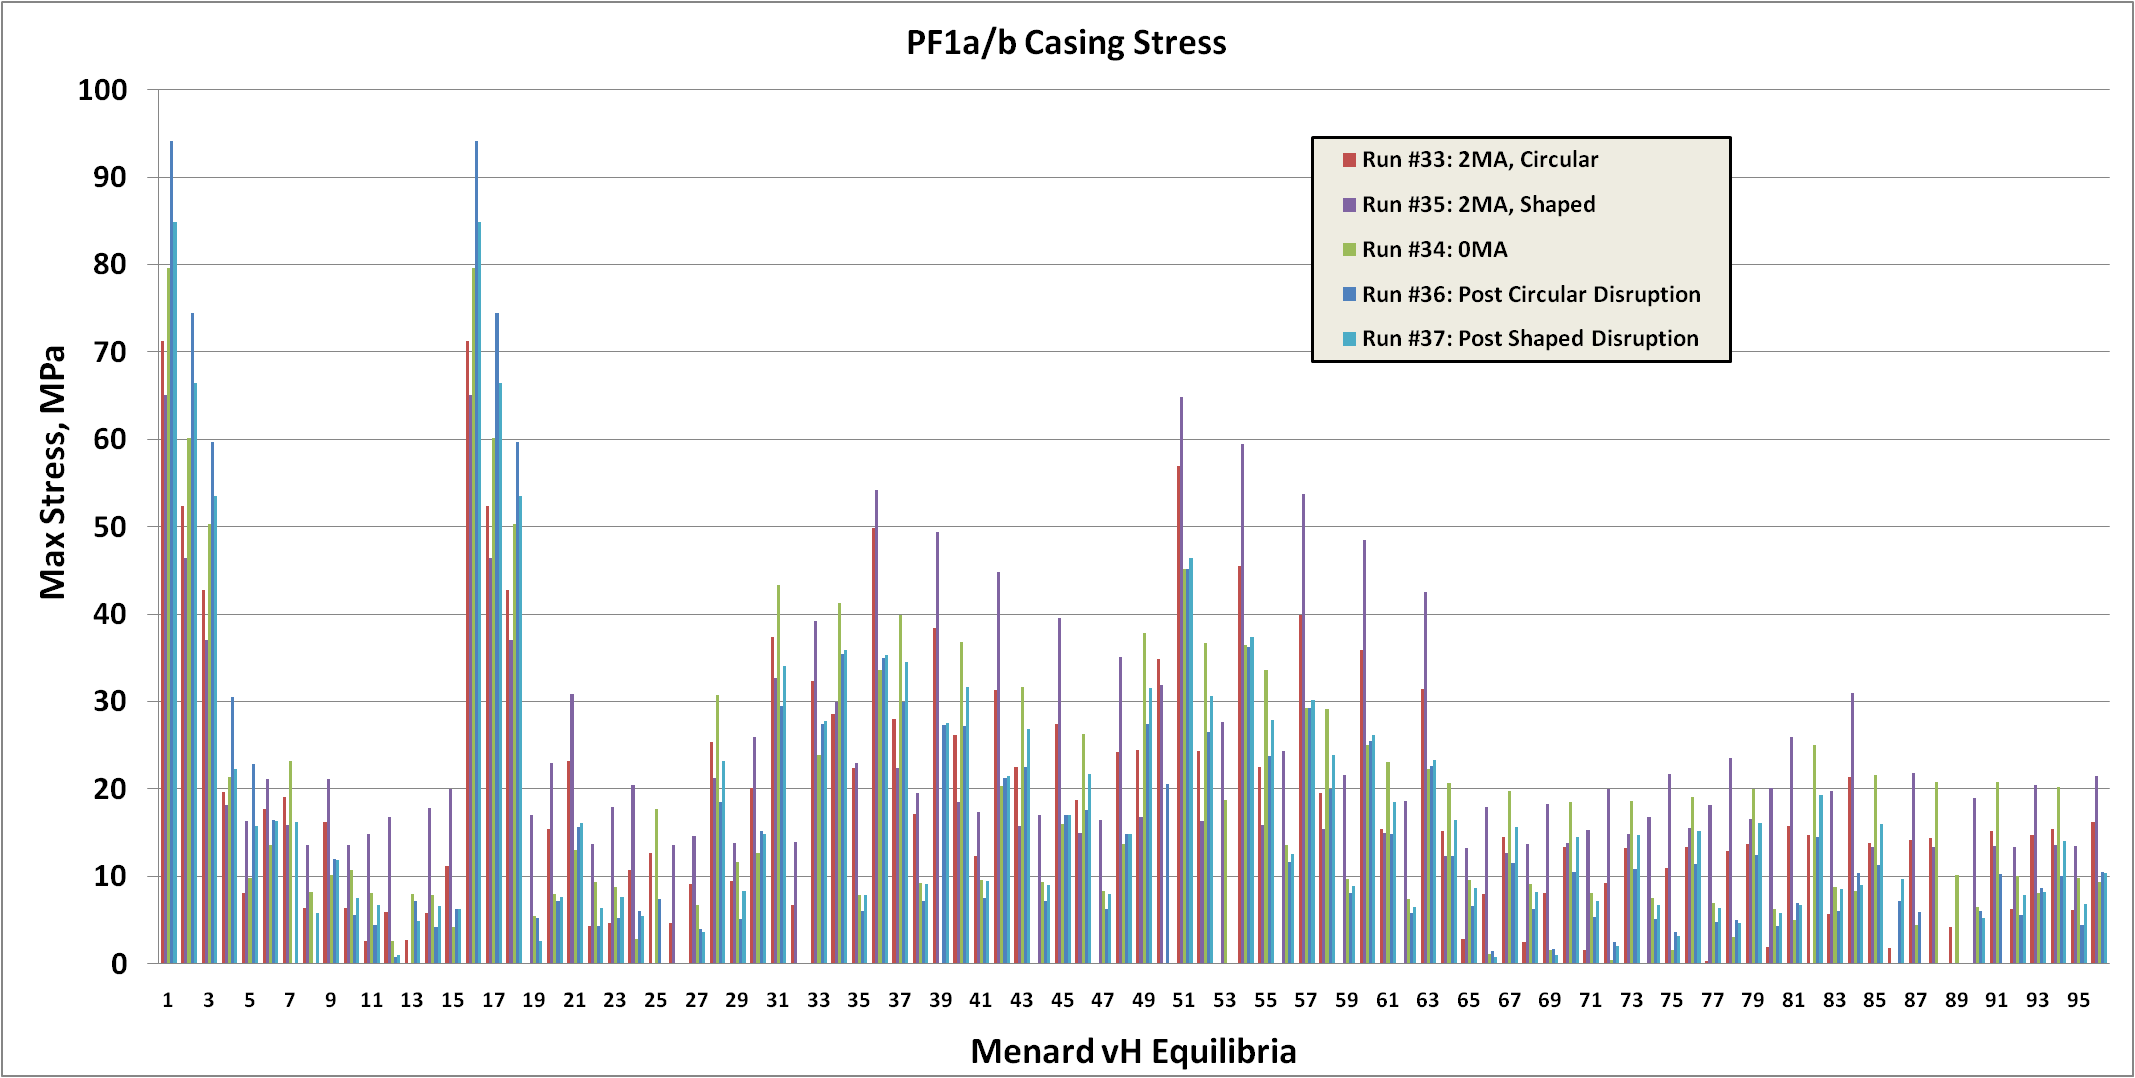 PF1a/b Casing Stress
100
90
80
70
60
50
40
30
20
10
0
Max Stress, MPa
Run #33: 2MA, Circular
Run #35: 2MA, Shaped
Run #34: 0MA
Run #36: Post Circular Disruption
Run #37: Post Shaped Disruption
1 3 5 7 9 11 13 15 17 19 21 23 25 27 29 31 33 35 37 39 41 43 45 47 49 51 53 55 57 59 61 63 65 67 69 71 73 75 77 79 81 83 85 87 89 91 93 95
Menard vH Equilibria